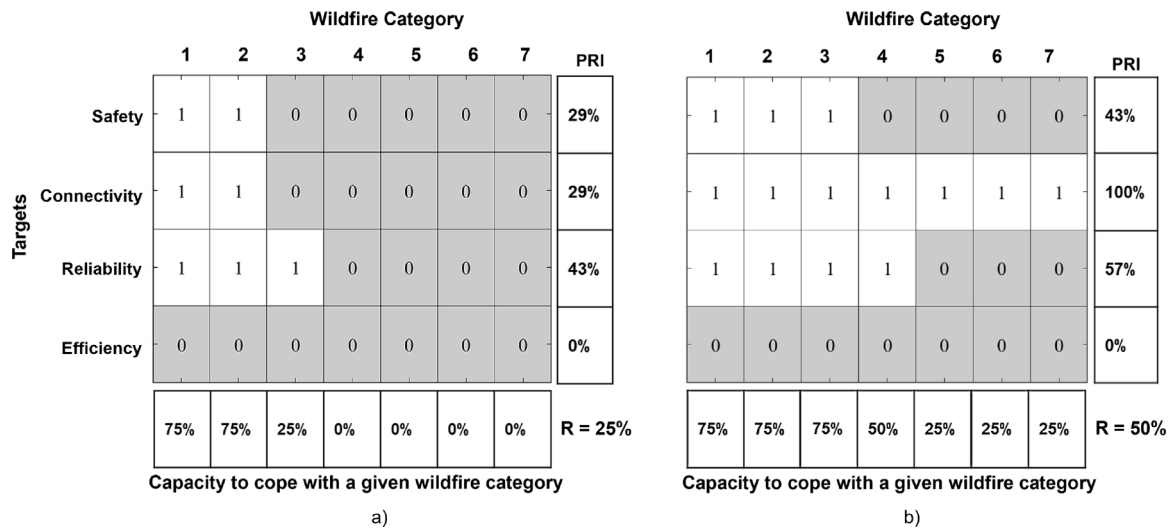 Wildfire Category
1 2 3 4 5 6 7 PRI
Safety 1 1 0 0 0 0 0 29%
Connectivity 1 1 0 0 0 0 0 29%
Reliability 1 1 1 0 0 0 0 43%
Efficiency 0 0 0 0 0 0 0 0%
Targets
75% 75% 25% 0% 0% 0% 0% R = 25%
Capacity to cope with a given wildfire category
a)
Wildfire Category
1 2 3 4 5 6 7 PRI
1 1 1 0 0 0 0 43%
1 1 1 1 1 1 1 100%
1 1 1 1 0 0 0 57%
0 0 0 0 0 0 0 0%
75% 75% 75% 50% 25% 25% 25% R = 50%
Capacity to cope with a given wildfire category
b)